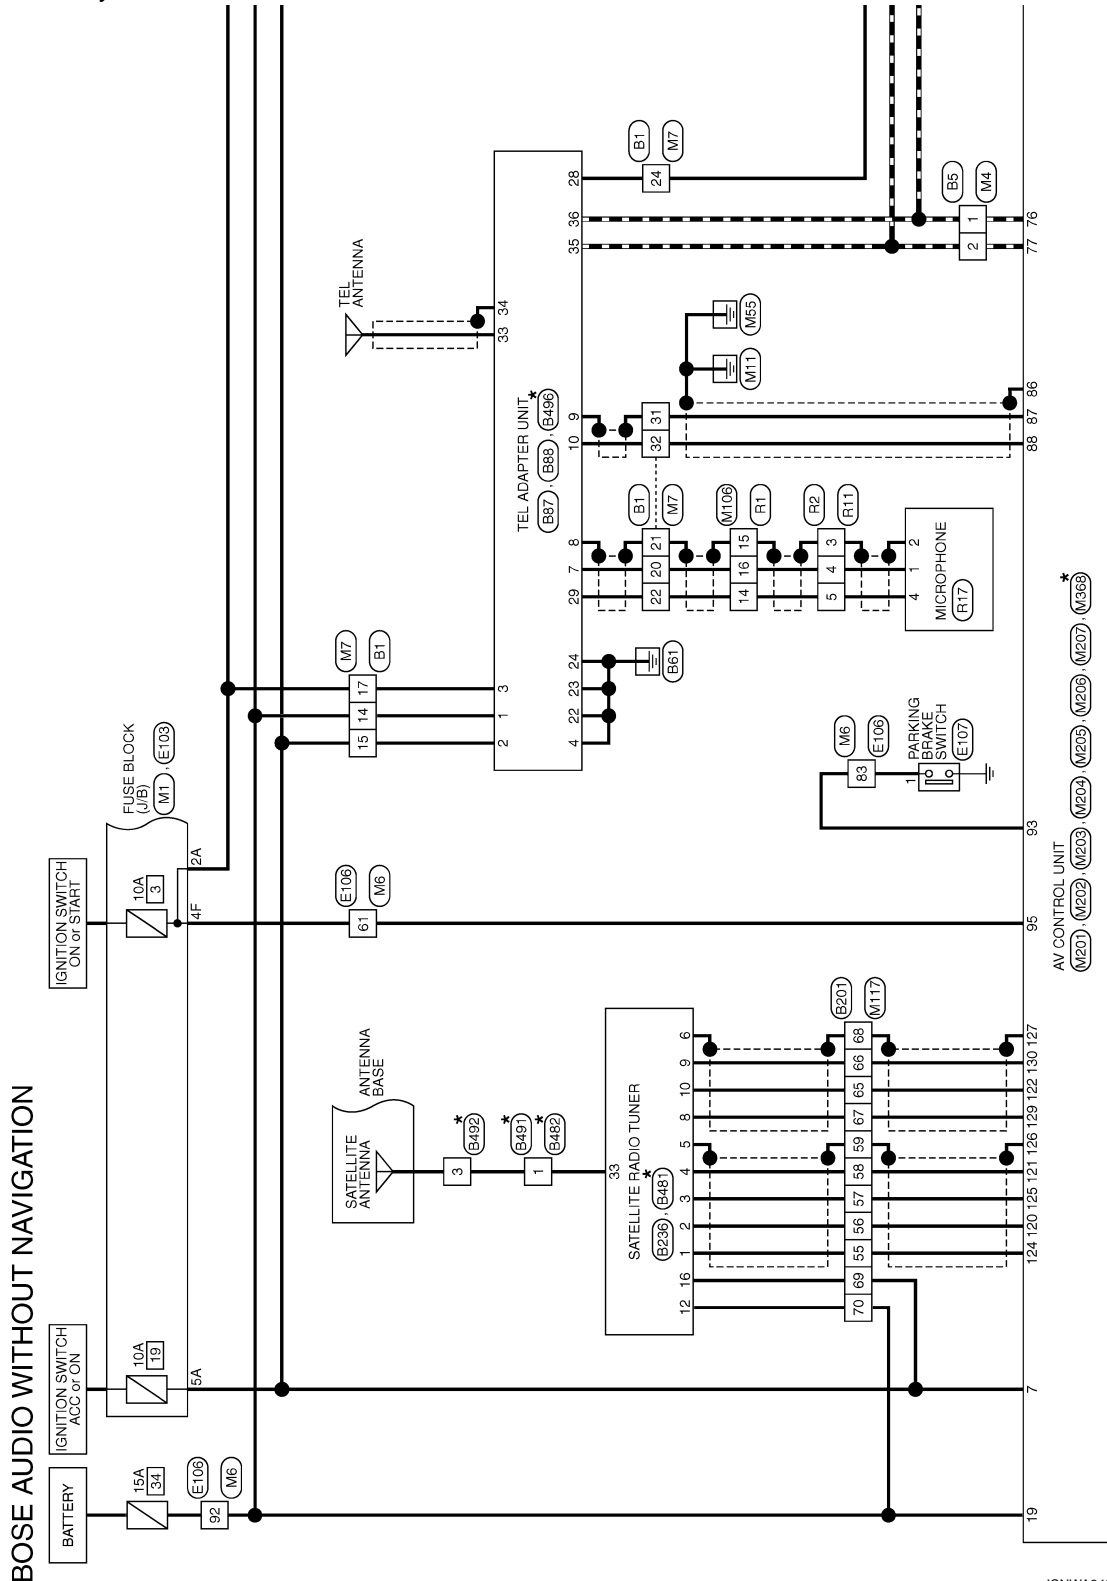 BOSE AUDIO WITHOUT NAVIGATION
BATTERY
15A
34
E106
M6
92
IGNITION SWITCH
ACC or ON
10A
19
5A
IGNITION SWITCH
ON or START
10A
3
4F
2A
FUSE BLOCK
(J/B)
M1 , E103
E106
M6
61
M7
B1
15 14 17
2 1 3
TEL
ANTENNA
33 34
TEL ADAPTER UNIT
B87 , B88 , B496 *
4 22 23 24
29 7 8
10 9
35 36
28
B61
B1
M7
22 20 21
32 31
M106
R1
14 16 15
R2
R11
5 4 3
4 1 2
MICROPHONE
R17
M11
M55
B1
M7
24
B5
M4
2 1
SATELLITE
ANTENNA
ANTENNA
BASE
3
B492 *
1
B491 *
B482 *
33
SATELLITE RADIO TUNER
B236 , B481 *
12 16 1 2 3 4 5 8 10 9 6
B201
M117
70 69 55 56 57 58 59 67 65 66 68
M6
E106
83
1
PARKING
BRAKE
SWITCH
E107
19 7 124 120 125 121 126 129 122 130 127 95 93 88 87 86 77 76
AV CONTROL UNIT
M201 , M202 , M203 , M204 , M205 , M206 , M207 , M368 *